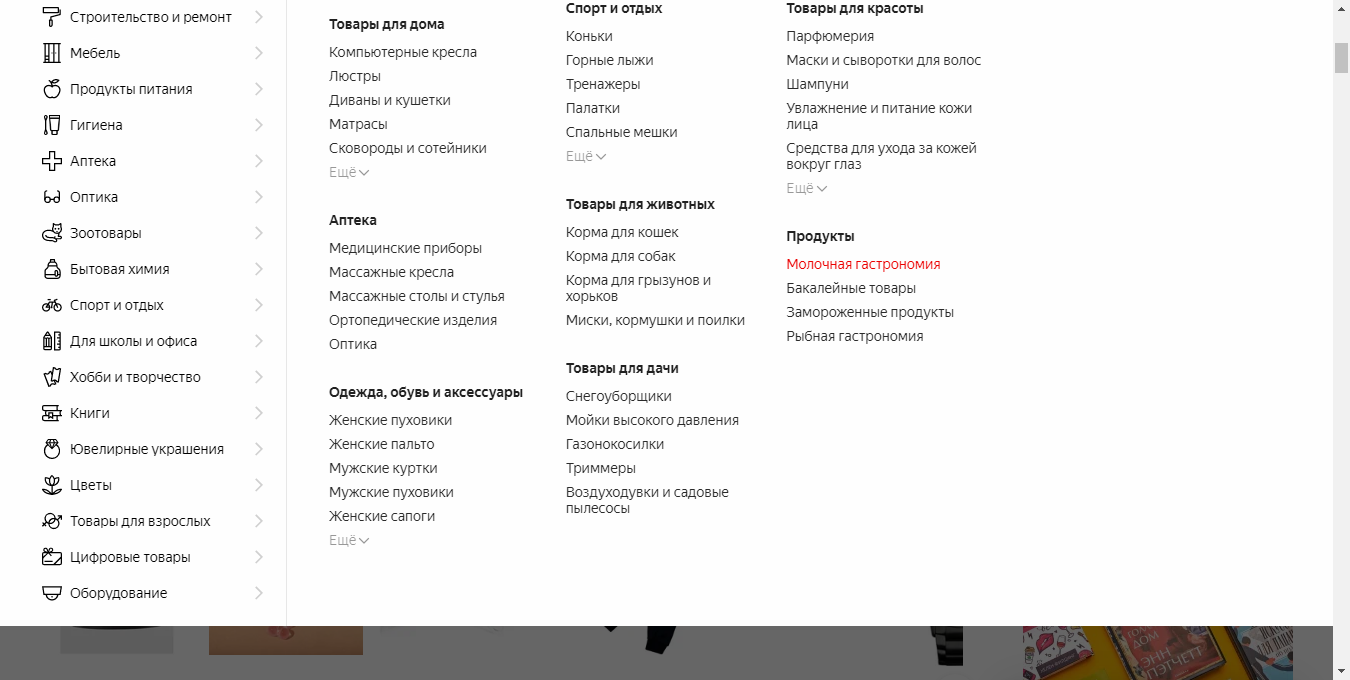 Строительство и ремонт
Мебель
Продукты питания
Гигиена
Аптека
Оптика
Зоотовары
Бытовая химия
Спорт и отдых
Для школы и офиса
Хобби и творчество
Книги
Ювелирные украшения
Цветы
Товары для взрослых
Цифровые товары
Оборудование
Товары для дома
Компьютерные кресла
Люстры
Диваны и кушетки
Матрасы
Сковороды и сотейники
Ещё
Аптека
Медицинские приборы
Массажные кресла
Массажные столы и стулья
Ортопедические изделия
Оптика
Одежда, обувь и аксессуары
Женские пуховики
Женские пальто
Мужские куртки
Мужские пуховики
Женские сапоги
Ещё
Спорт и отдых
Коньки
Горные лыжи
Тренажеры
Палатки
Спальные мешки
Ещё
Товары для животных
Корма для кошек
Корма для собак
Корма для грызунов и
хорьков
Миски, кормушки и поилки
Товары для дачи
Снегоуборщики
Мойки высокого давления
Газонокосилки
Триммеры
Воздуходувки и садовые
пылесосы
Товары для красоты
Парфюмерия
Маски и сыворотки для волос
Шампуни
Увлажнение и питание кожи
лица
Средства для ухода за кожей
вокруг глаз
Ещё
Продукты
Молочная гастрономия
Бакалейные товары
Замороженные продукты
Рыбная гастрономия
ДОМ
ЭНН
ПЭТЧЕТТ